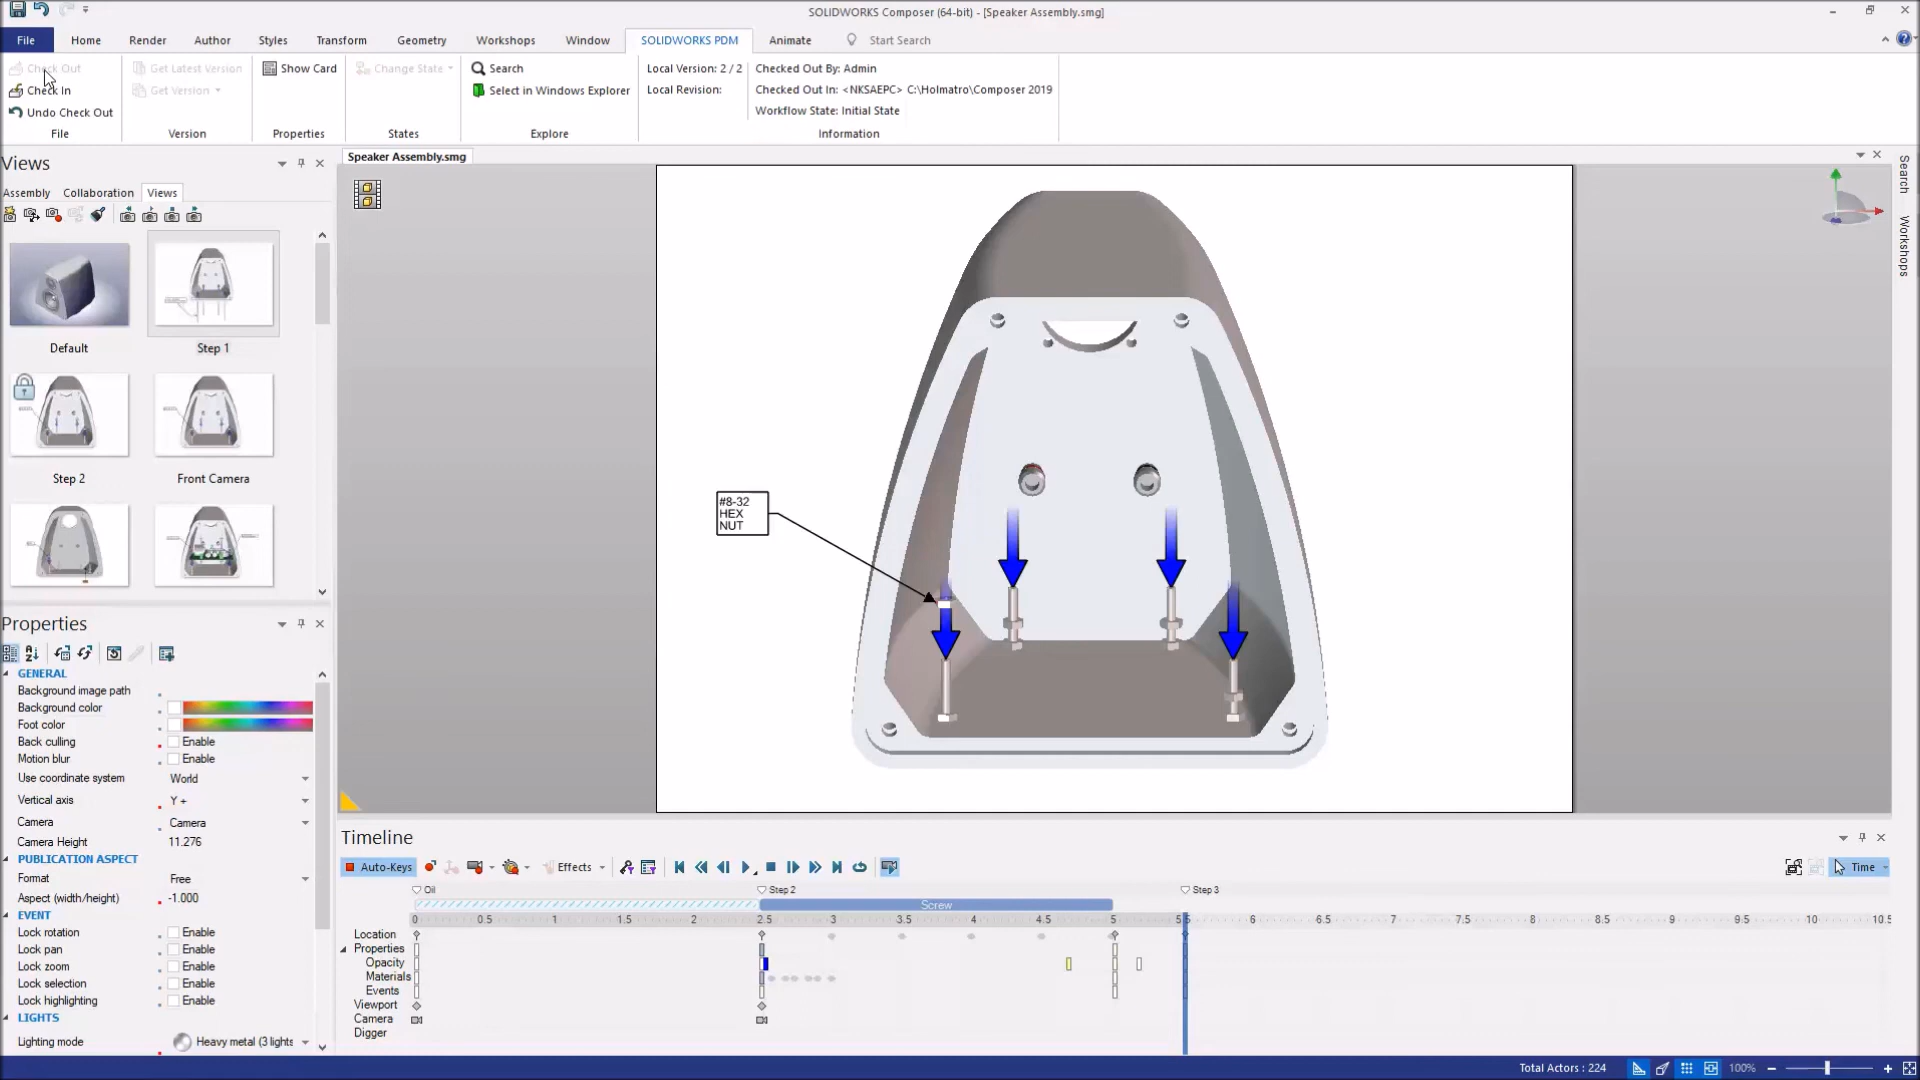 SOLIDWORKS Composer (64-bit) - [Speaker Assembly.smg]
File Home Render Author Styles Transform Geometry Workshops Window SOLIDWORKS PDM Animate Start Search
Check Out
Check In
Undo Check Out
File
Get Latest Version
Get Version
Version
Show Card
Properties
Change State
States
Search
Select in Windows Explorer
Explore
Local Version: 2 / 2
Local Revision:
Checked Out By: Admin
Checked Out In: <NKSAEPC> C:\Holmatro\Composer 2019
Workflow State: Initial State
Information
Views
Assembly Collaboration Views
Default
Step 1
Step 2
Front Camera
Speaker Assembly.smg
#8-32
HEX
NUT
Search
Workshops
Properties
GENERAL
Background image path
Background color
Foot color
Back culling Enable
Motion blur Enable
Use coordinate system World
Vertical axis Y +
Camera Camera
Camera Height 11.276
PUBLICATION ASPECT
Format Free
Aspect (width/height) -1.000
EVENT
Lock rotation Enable
Lock pan Enable
Lock zoom Enable
Lock selection Enable
Lock highlighting Enable
LIGHTS
Lighting mode Heavy metal (3 lights
Timeline
Auto-Keys Effects Time
Oil Step 2 Step 3
Screw
0 0.5 1 1.5 2 2.5 3 3.5 4 4.5 5 5.5 6 6.5 7 7.5 8 8.5 9 9.5 10 10.5
Location
Properties
Opacity
Materials
Events
Viewport
Camera
Digger
Total Actors : 224
100%